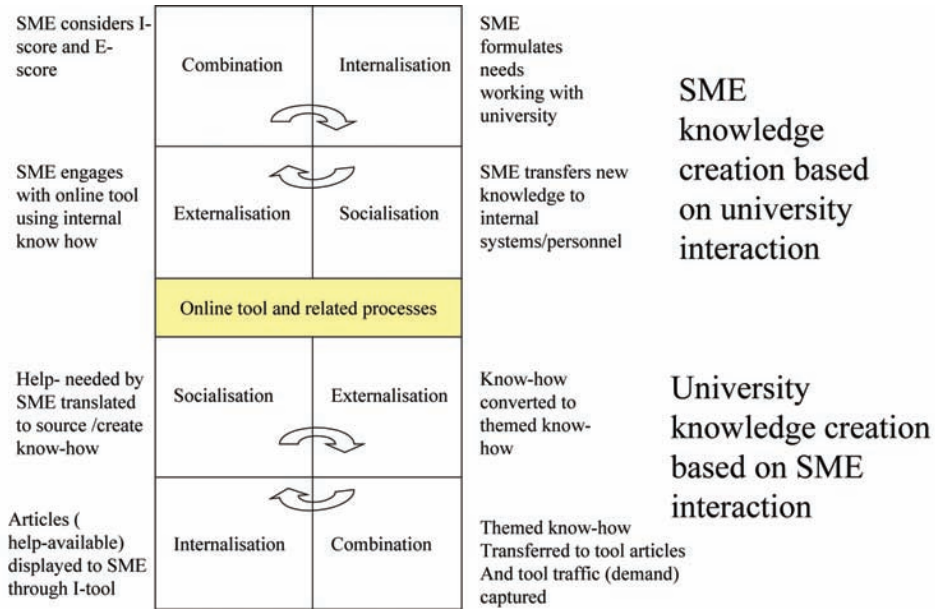 SME considers I-
score and E-
score
Combination
Internalisation
SME
formulates
needs
working with
university
SME
knowledge
creation based
on university
interaction
SME engages
with online tool
using internal
know how
Externalisation
Socialisation
SME transfers new
knowledge to
internal
systems/personnel
Online tool and related processes
Help- needed by
SME translated
to source /create
know-how
Socialisation
Externalisation
Know-how
converted to
themed know-
how
University
knowledge creation
based on SME
interaction
Articles (
help-available)
displayed to SME
through I-tool
Internalisation
Combination
Themed know-how
Transferred to tool articles
And tool traffic (demand)
captured